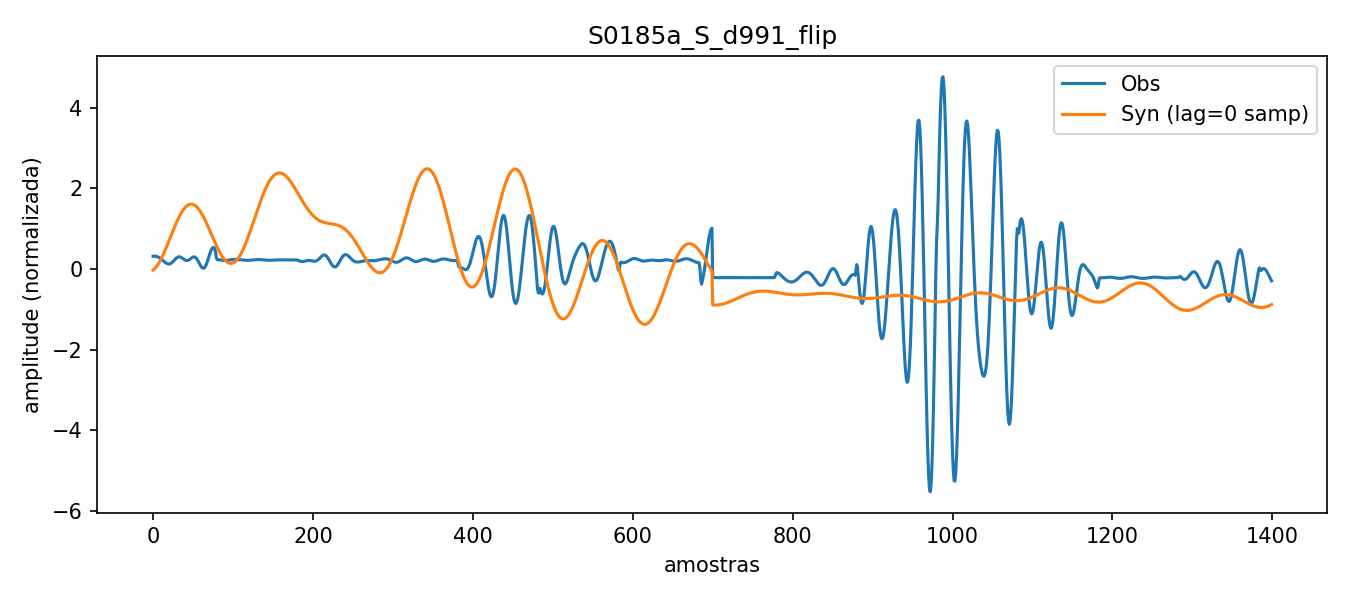 S0185a_S_d991_flip
Obs
Syn (lag=0 samp)
amplitude (normalizada)
4
2
0
−2
−4
−6
0 200 400 600 800 1000 1200 1400
amostras